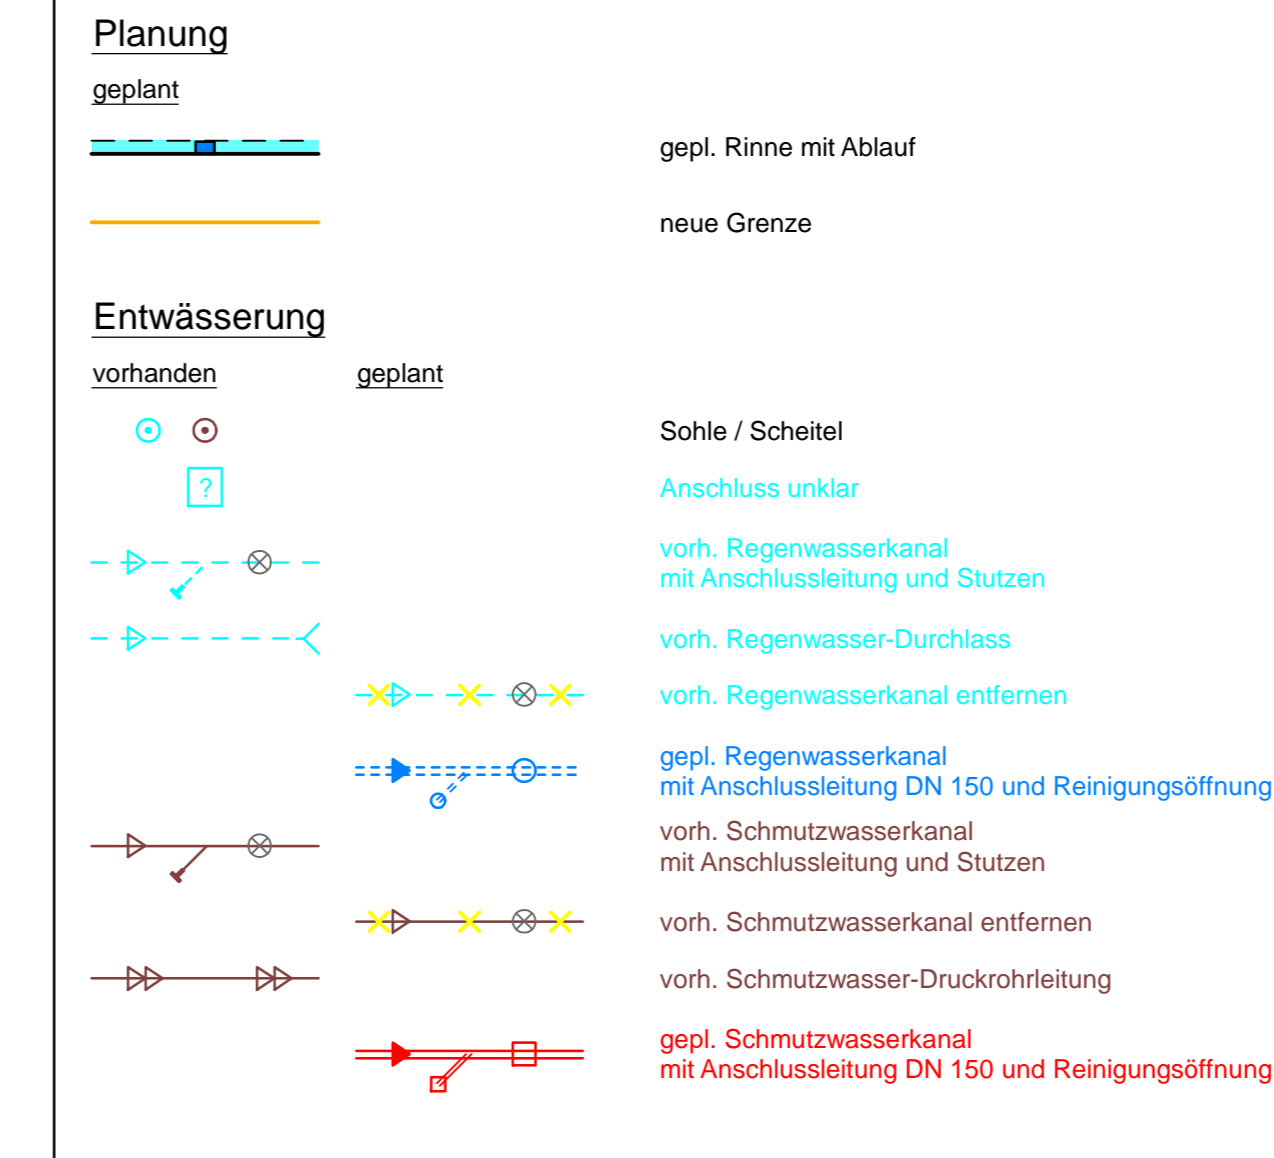 Planung
geplant
gepl. Rinne mit Ablauf
neue Grenze
Entwässerung
vorhanden geplant
Sohle / Scheitel
?
Anschluss unklar
vorh. Regenwasserkanal
mit Anschlussleitung und Stutzen
vorh. Regenwasser-Durchlass
vorh. Regenwasserkanal entfernen
gepl. Regenwasserkanal
mit Anschlussleitung DN 150 und Reinigungsöffnung
vorh. Schmutzwasserkanal
mit Anschlussleitung und Stutzen
vorh. Schmutzwasserkanal entfernen
vorh. Schmutzwasser-Druckrohrleitung
gepl. Schmutzwasserkanal
mit Anschlussleitung DN 150 und Reinigungsöffnung